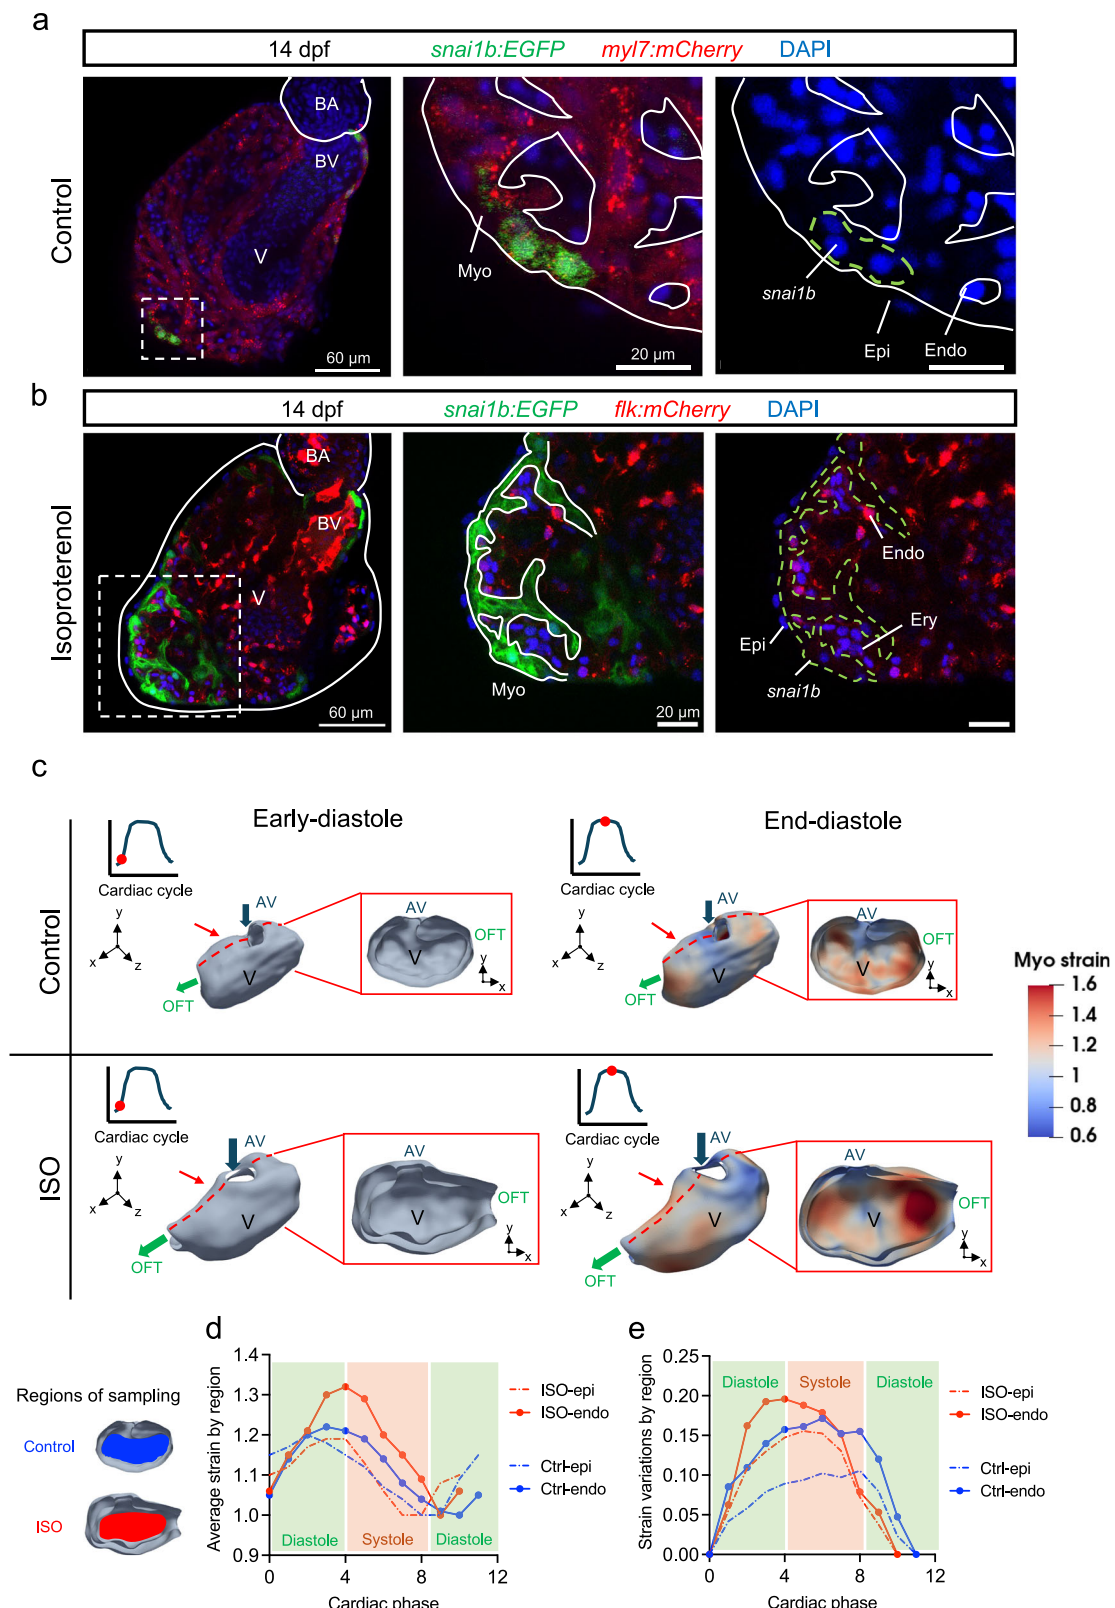 a
14 dpf snai1b:EGFP myl7:mCherry DAPI
Control
BA
BV
V
60 µm
Myo
20 µm
snai1b
Epi
Endo
b
14 dpf snai1b:EGFP flk:mCherry DAPI
Isoproterenol
BA
BV
V
60 µm
Myo
20 µm
Endo
Ery
Epi
snai1b
c
Early-diastole
End-diastole
Control
Cardiac cycle
y
x
z
AV
V
OFT
AV
V
OFT
y
x
Cardiac cycle
y
x
z
AV
V
OFT
AV
V
OFT
y
x
Myo strain
1.6
1.4
1.2
1
0.8
0.6
ISO
Cardiac cycle
y
x
z
AV
V
OFT
AV
V
OFT
y
x
Cardiac cycle
y
x
z
AV
V
OFT
AV
V
OFT
y
x
Regions of sampling
Control
ISO
d
Average strain by region
1.4
1.3
1.2
1.1
1.0
0.9
Diastole
Systole
Diastole
0
4
8
12
Cardiac phase
ISO-epi
ISO-endo
Ctrl-epi
Ctrl-endo
e
Strain variations by region
0.25
0.20
0.15
0.10
0.05
0.00
Diastole
Systole
Diastole
0
4
8
12
Cardiac phase
ISO-epi
ISO-endo
Ctrl-epi
Ctrl-endo